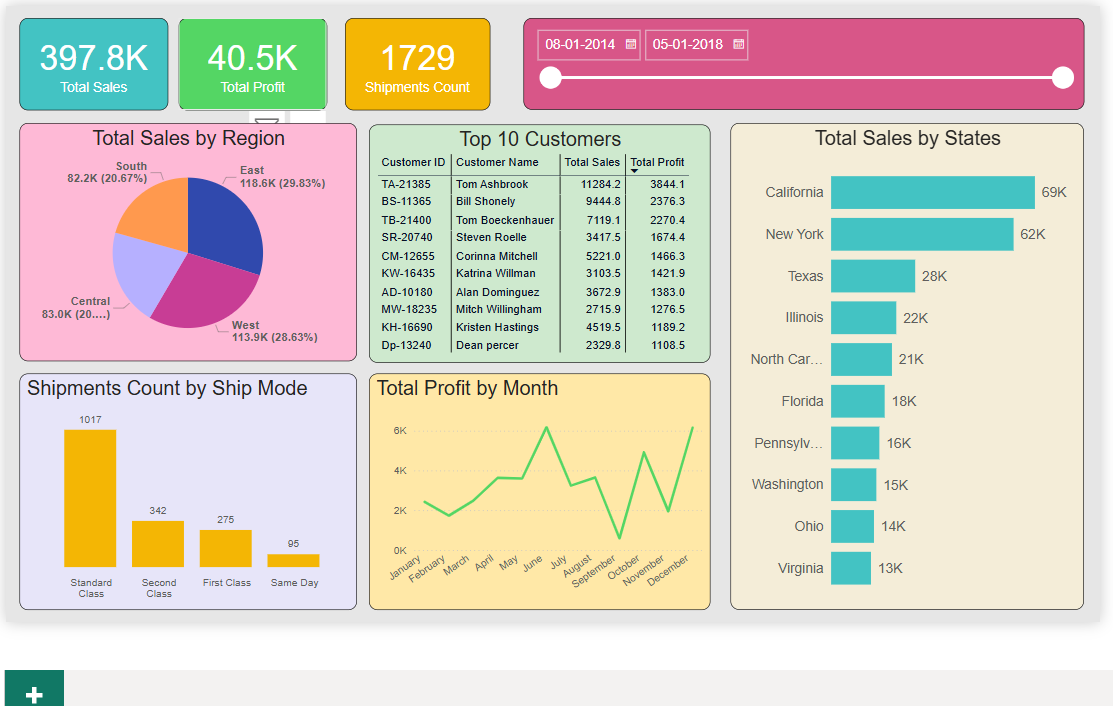 397.8K
Total Sales
40.5K
Total Profit
1729
Shipments Count
08-01-2014 05-01-2018
Total Sales by Region
South
82.2K (20.67%)
East
118.6K (29.83%)
Central
83.0K (20....)
West
113.9K (28.63%)
Top 10 Customers
Customer ID Customer Name Total Sales Total Profit
TA-21385 Tom Ashbrook 11284.2 3844.1
BS-11365 Bill Shonely 9444.8 2376.3
TB-21400 Tom Boeckenhauer 7119.1 2270.4
SR-20740 Steven Roelle 3417.5 1674.4
CM-12655 Corinna Mitchell 5221.0 1466.3
KW-16435 Katrina Willman 3103.5 1421.9
AD-10180 Alan Dominguez 3672.9 1383.0
MW-18235 Mitch Willingham 2715.9 1276.5
KH-16690 Kristen Hastings 4519.5 1189.2
Dp-13240 Dean percer 2329.8 1108.5
Total Sales by States
California 69K
New York 62K
Texas 28K
Illinois 22K
North Car... 21K
Florida 18K
Pennsylv... 16K
Washington 15K
Ohio 14K
Virginia 13K
Shipments Count by Ship Mode
1017
342
275
95
Standard
Class
Second
Class
First Class
Same Day
Total Profit by Month
6K
4K
2K
0K
January
February
March
April
May
June
July
August
September
October
November
December